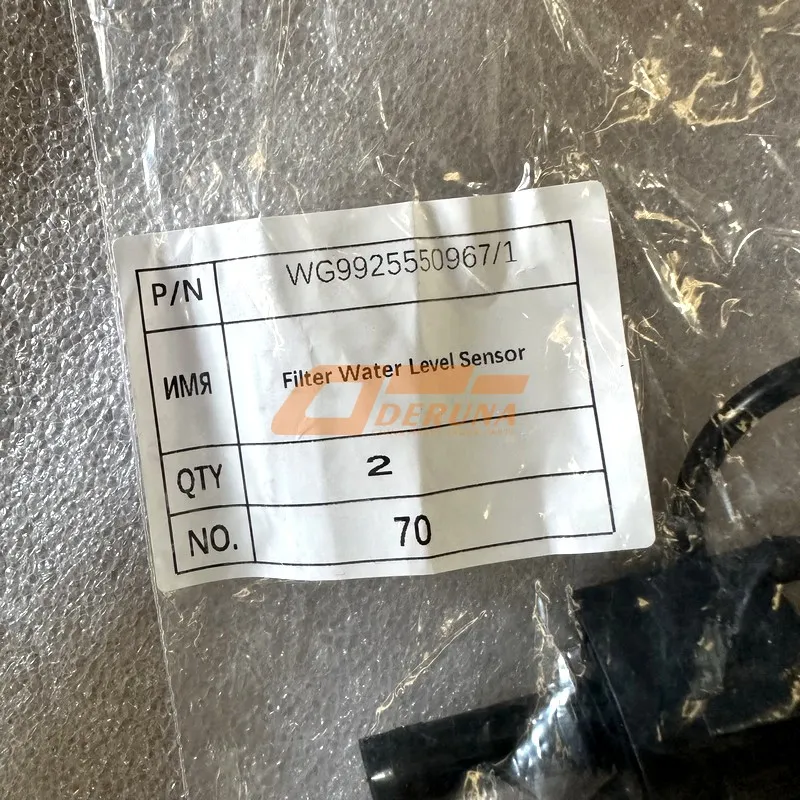 P/N WG9925550967/1
ИМЯ Filter Water Level Sensor
DERUNA
QTY 2
NO. 70